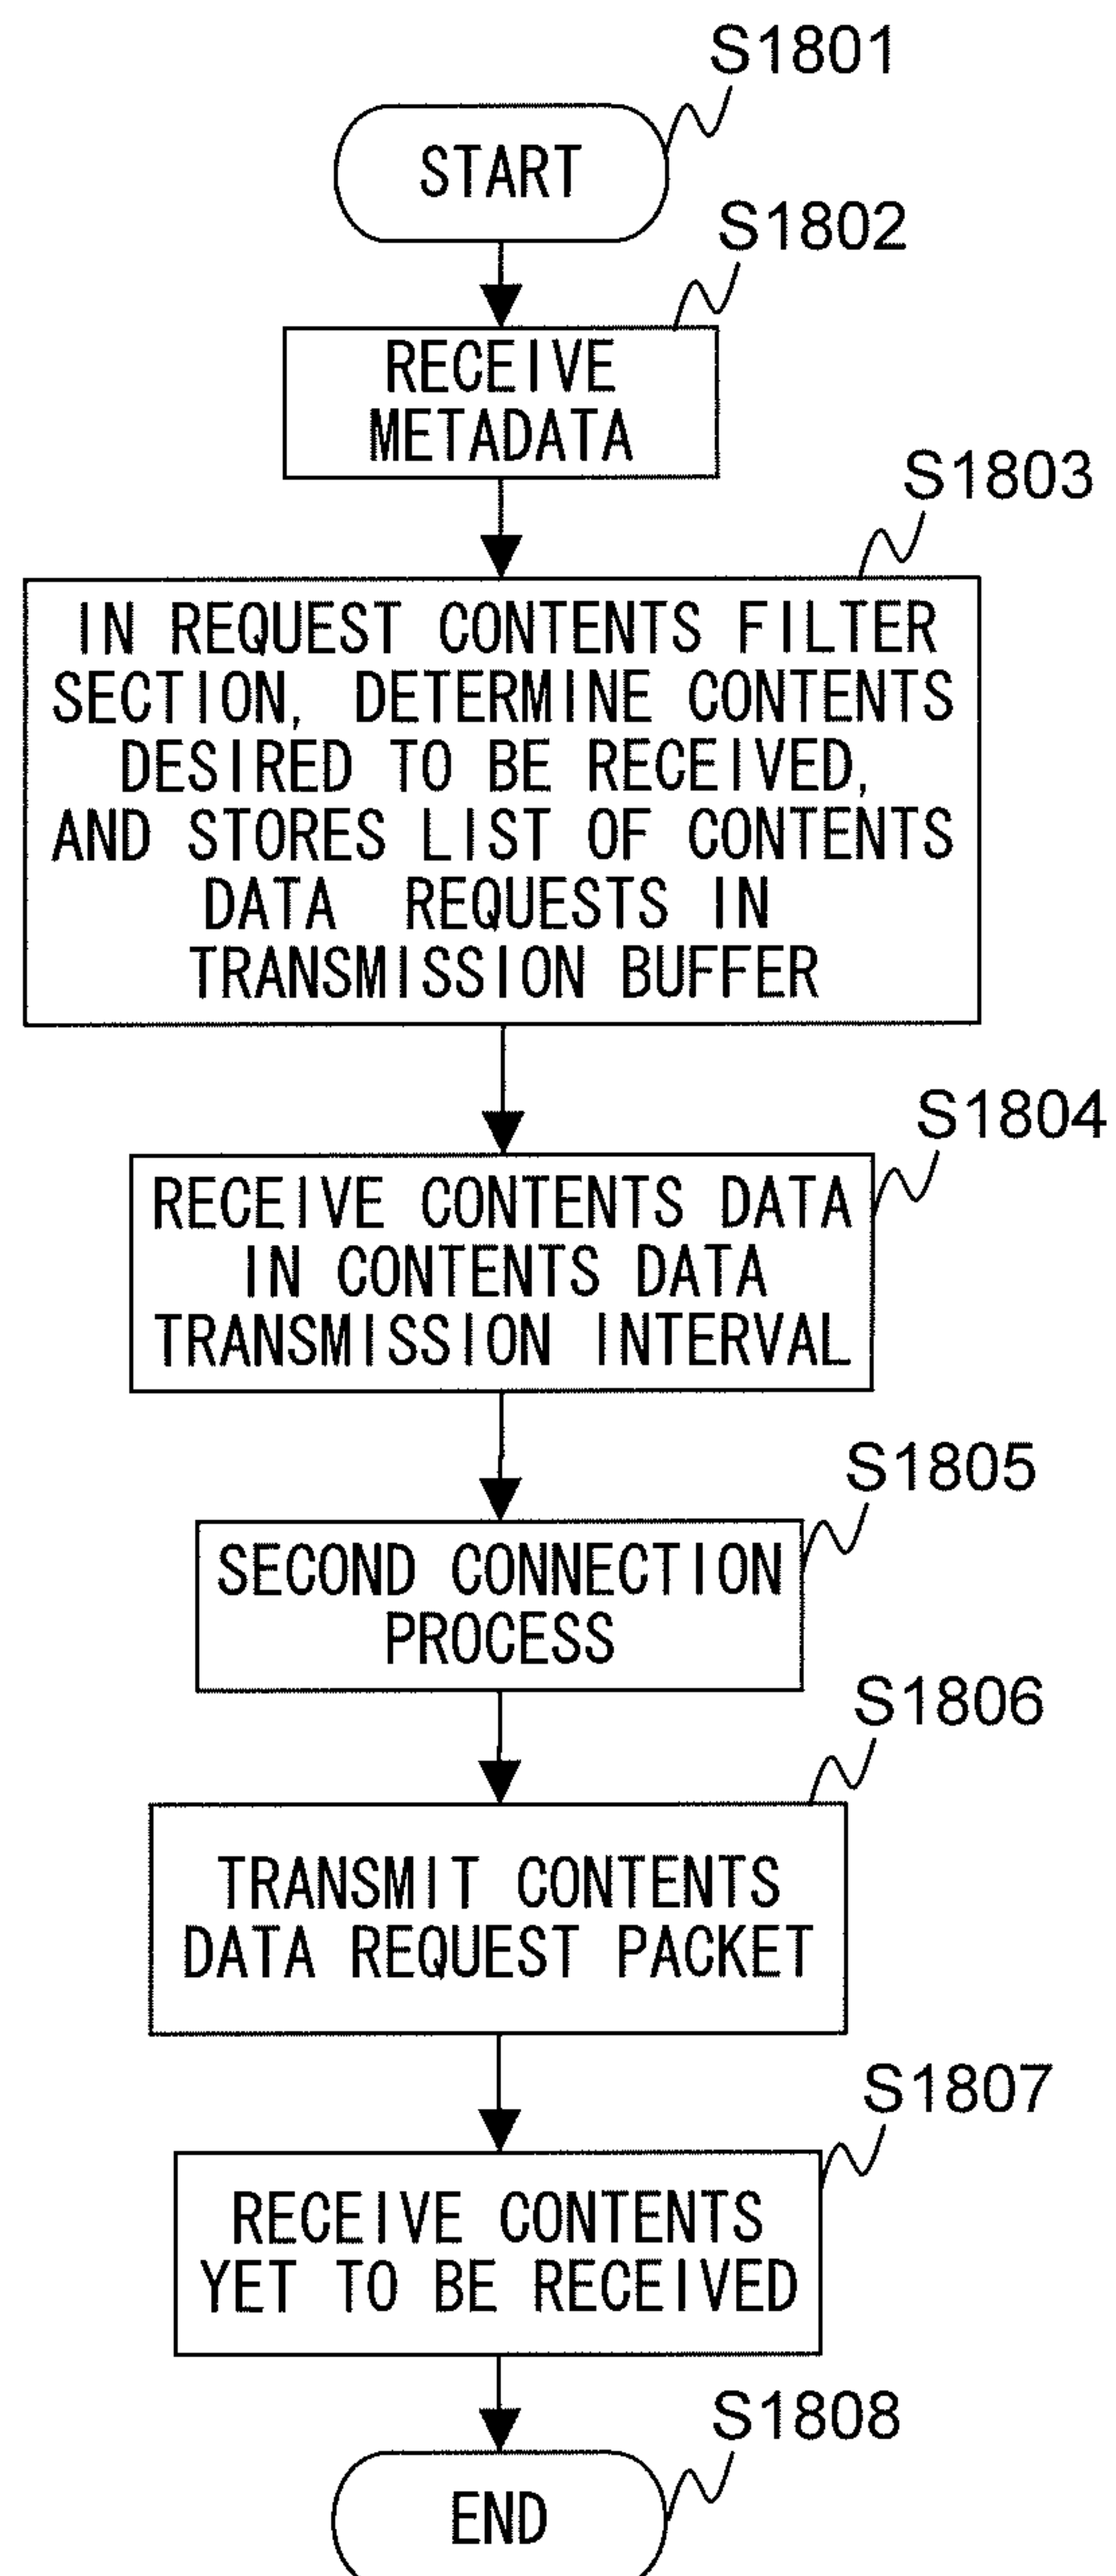 S1801
START
S1802
RECEIVE
METADATA
S1803
IN REQUEST CONTENTS FILTER
SECTION, DETERMINE CONTENTS
DESIRED TO BE RECEIVED,
AND STORES LIST OF CONTENTS
DATA REQUESTS IN
TRANSMISSION BUFFER
S1804
RECEIVE CONTENTS DATA
IN CONTENTS DATA
TRANSMISSION INTERVAL
S1805
SECOND CONNECTION
PROCESS
S1806
TRANSMIT CONTENTS
DATA REQUEST PACKET
S1807
RECEIVE CONTENTS
YET TO BE RECEIVED
S1808
END